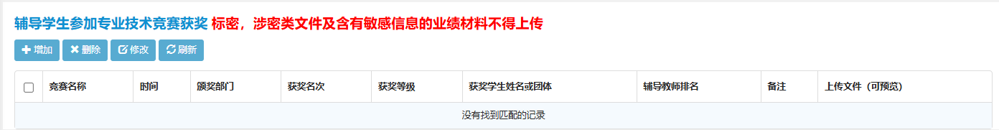 辅导学生参加专业技术竞赛获奖 标密，涉密类文件及含有敏感信息的业绩材料不得上传
增加 删除 修改 刷新
竞赛名称 时间 颁奖部门 获奖名次 获奖等级 获奖学生姓名或团体 辅导教师排名 备注 上传文件（可预览）
没有找到匹配的记录